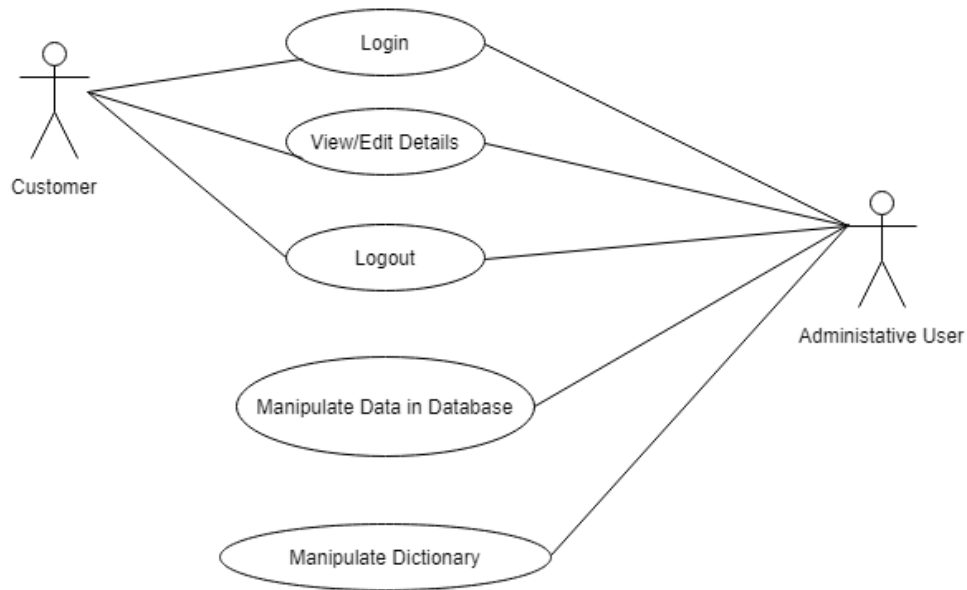 Login
View/Edit Details
Customer
Logout
Administative User
Manipulate Data in Database
Manipulate Dictionary